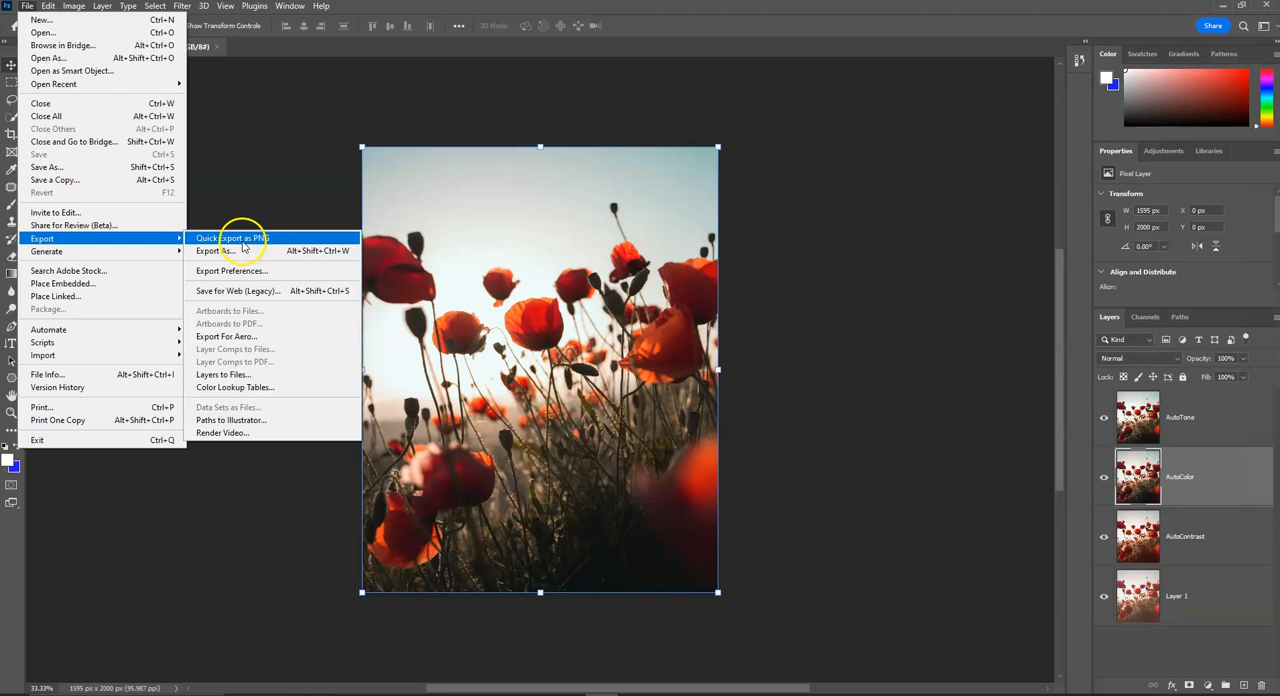 Ps File Edit Image Layer Type Select Filter 3D View Plugins Window Help
Show Transform Controls ••• 3D Mode: Share
GB/8#) ×
New... Ctrl+N
Open... Ctrl+O
Browse in Bridge... Alt+Ctrl+O
Open As... Alt+Shift+Ctrl+O
Open as Smart Object...
Open Recent
Close Ctrl+W
Close All Alt+Ctrl+W
Close Others Alt+Ctrl+P
Close and Go to Bridge... Shift+Ctrl+W
Save Ctrl+S
Save As... Shift+Ctrl+S
Save a Copy... Alt+Ctrl+S
Revert F12
Invite to Edit...
Share for Review (Beta)...
Export
Generate
Search Adobe Stock...
Place Embedded...
Place Linked...
Package...
Automate
Scripts
Import
File Info... Alt+Shift+Ctrl+I
Version History
Print... Ctrl+P
Print One Copy Alt+Shift+Ctrl+P
Exit Ctrl+Q
Quick Export as PNG
Export As... Alt+Shift+Ctrl+W
Export Preferences...
Save for Web (Legacy)... Alt+Shift+Ctrl+S
Artboards to Files...
Artboards to PDF...
Export For Aero...
Layer Comps to Files...
Layer Comps to PDF...
Layers to Files...
Color Lookup Tables...
Data Sets as Files...
Paths to Illustrator...
Render Video...
Color Swatches Gradients Patterns
Properties Adjustments Libraries
Pixel Layer
Transform
W 1595 px X 0 px
H 2000 px Y 0 px
0.00°
Align and Distribute
Align:
Layers Channels Paths
Kind
Normal Opacity: 100%
Lock: Fill: 100%
AutoTone
AutoColor
AutoContrast
Layer 1
33.33% 1595 px x 2000 px (95.987 ppi)